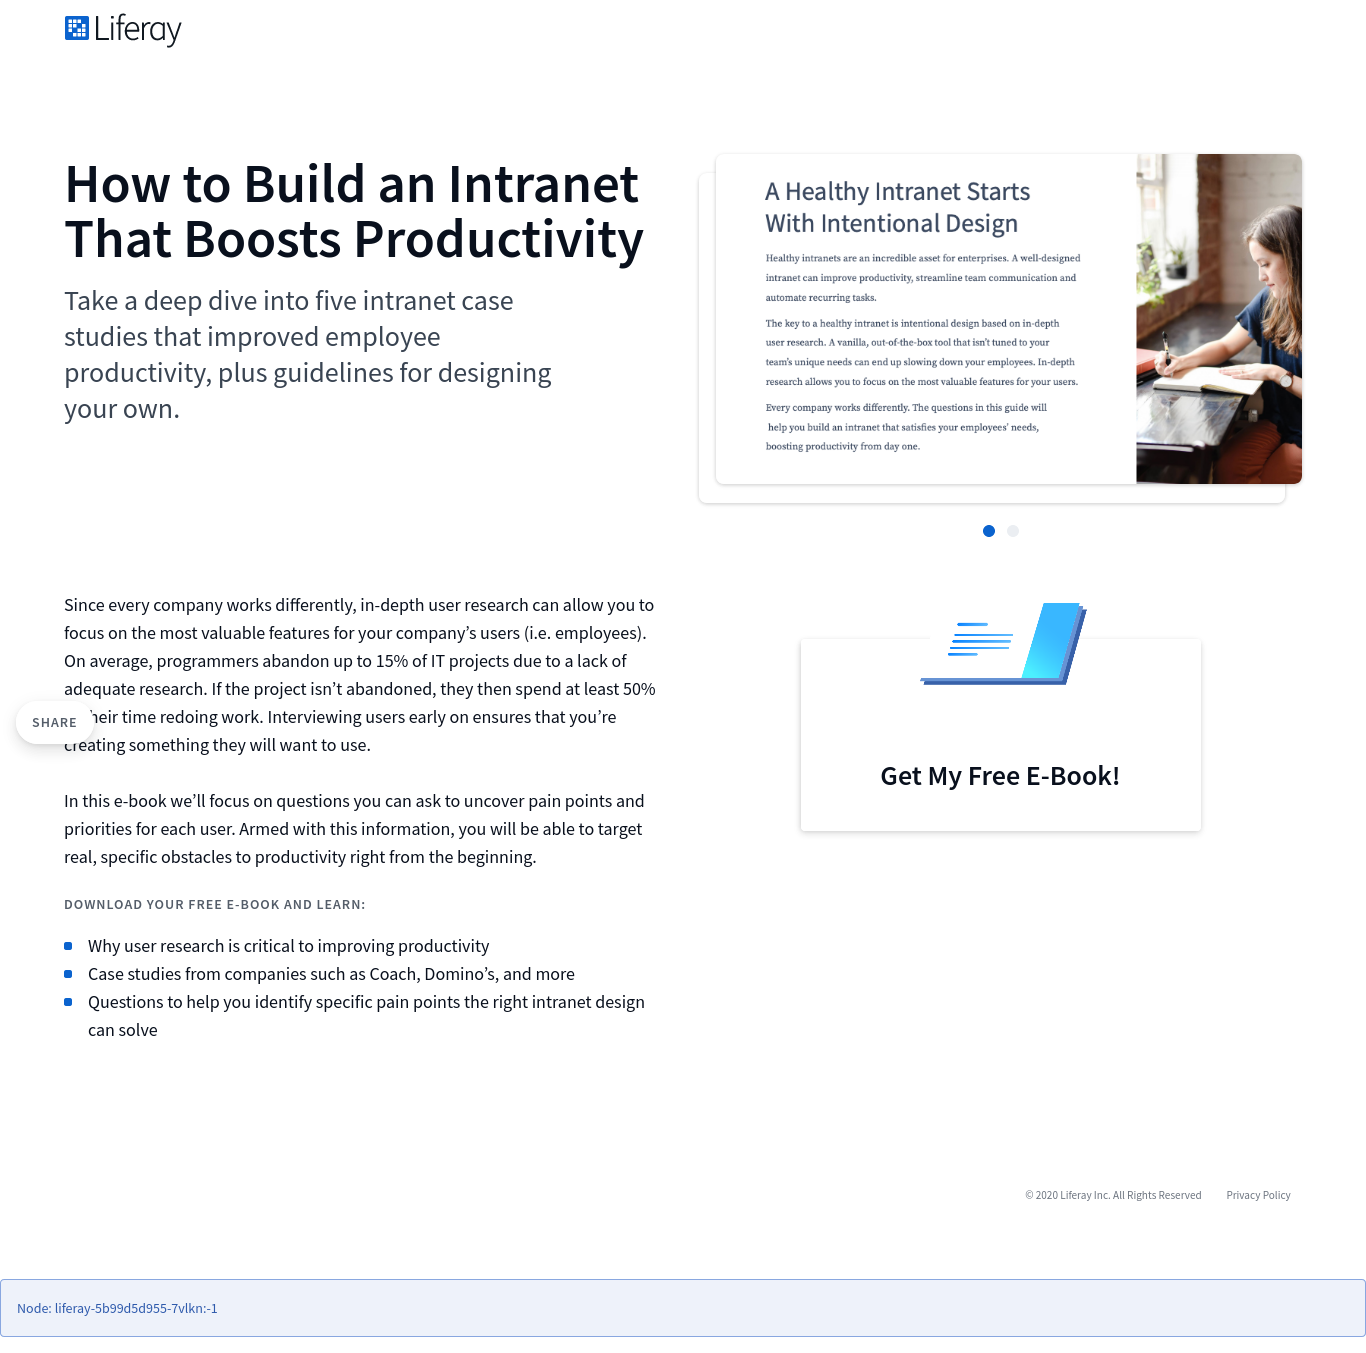 Liferay
How to Build an Intranet
That Boosts Productivity
Take a deep dive into five intranet case
studies that improved employee
productivity, plus guidelines for designing
your own.
A Healthy Intranet Starts
With Intentional Design
Healthy intranets are an incredible asset for enterprises. A well-designed
intranet can improve productivity, streamline team communication and
automate recurring tasks.
The key to a healthy intranet is intentional design based on in-depth
user research. A vanilla, out-of-the-box tool that isn't tuned to your
team's unique needs can end up slowing down your employees. In-depth
research allows you to focus on the most valuable features for your users.
Every company works differently. The questions in this guide will
help you build an intranet that satisfies your employees' needs,
boosting productivity from day one.
Since every company works differently, in-depth user research can allow you to
focus on the most valuable features for your company’s users (i.e. employees).
On average, programmers abandon up to 15% of IT projects due to a lack of
adequate research. If the project isn’t abandoned, they then spend at least 50%
their time redoing work. Interviewing users early on ensures that you’re
creating something they will want to use.
SHARE
In this e-book we’ll focus on questions you can ask to uncover pain points and
priorities for each user. Armed with this information, you will be able to target
real, specific obstacles to productivity right from the beginning.
DOWNLOAD YOUR FREE E-BOOK AND LEARN:
Why user research is critical to improving productivity
Case studies from companies such as Coach, Domino’s, and more
Questions to help you identify specific pain points the right intranet design
can solve
Get My Free E-Book!
© 2020 Liferay Inc. All Rights Reserved Privacy Policy
Node: liferay-5b99d5d955-7vlkn:-1